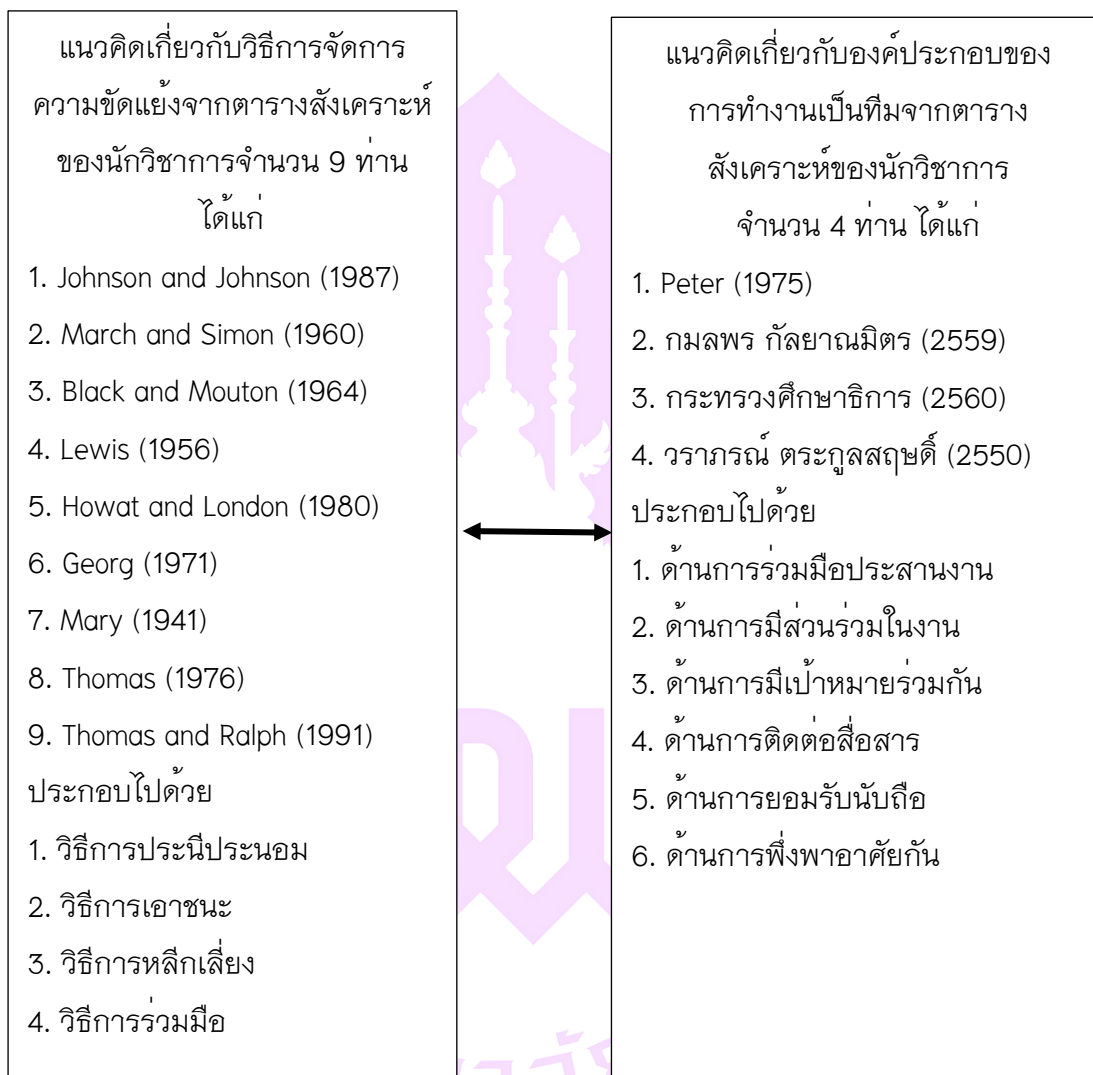 แนวคิดเกี่ยวกับวิธีการจัดการ
ความขัดแย้งจากตารางสังเคราะห์
ของนักวิชาการจำนวน 9 ท่าน
ได้แก่
1. Johnson and Johnson (1987)
2. March and Simon (1960)
3. Black and Mouton (1964)
4. Lewis (1956)
5. Howat and London (1980)
6. Georg (1971)
7. Mary (1941)
8. Thomas (1976)
9. Thomas and Ralph (1991)
ประกอบไปด้วย
1. วิธีการประนีประนอม
2. วิธีการเอาชนะ
3. วิธีการหลีกเลี่ยง
4. วิธีการร่วมมือ
แนวคิดเกี่ยวกับองค์ประกอบของ
การทำงานเป็นทีมจากตาราง
สังเคราะห์ของนักวิชาการ
จำนวน 4 ท่าน ได้แก่
1. Peter (1975)
2. กมลพร กัลยาณมิตร (2559)
3. กระทรวงศึกษาธิการ (2560)
4. วราภรณ์ ตระกูลสฤษดิ์ (2550)
ประกอบไปด้วย
1. ด้านการร่วมมือประสานงาน
2. ด้านการมีส่วนร่วมในงาน
3. ด้านการมีเป้าหมายร่วมกัน
4. ด้านการติดต่อสื่อสาร
5. ด้านการยอมรับนับถือ
6. ด้านการพึ่งพาอาศัยกัน